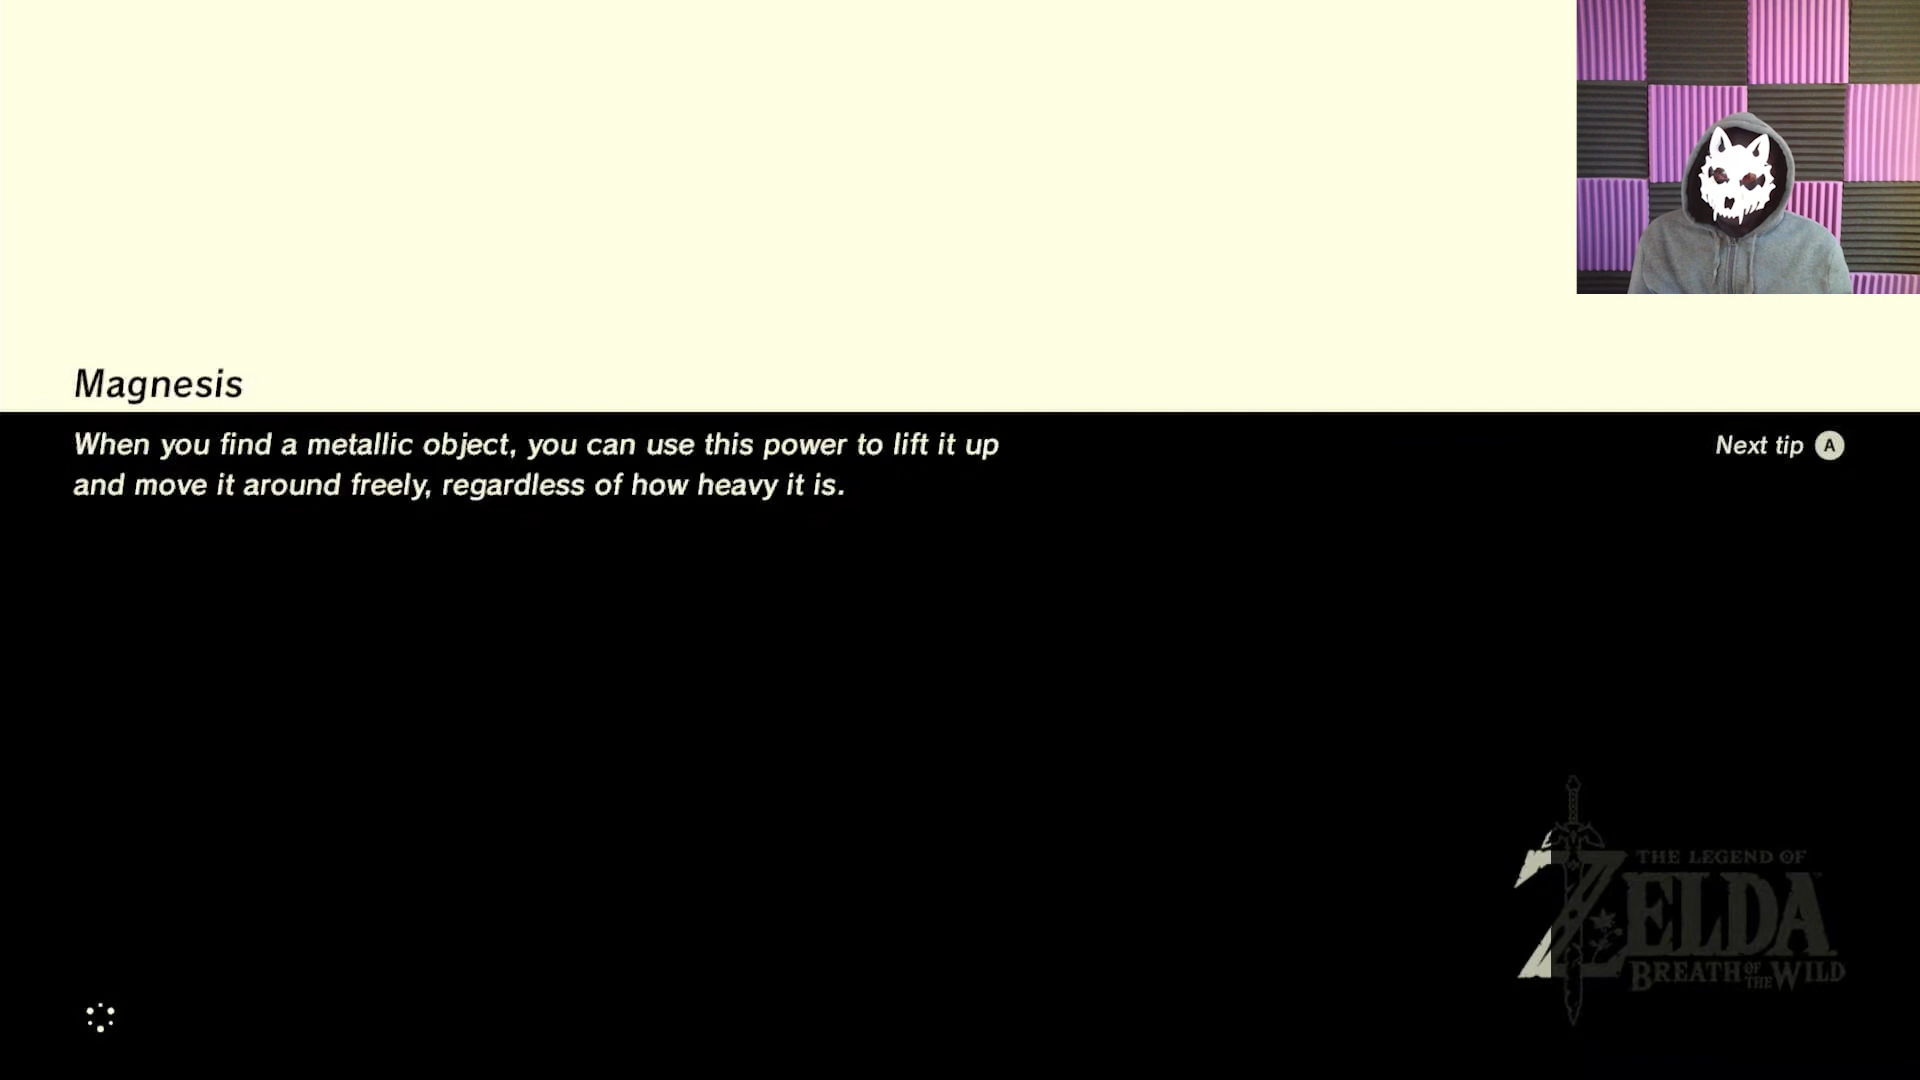 Magnesis
When you find a metallic object, you can use this power to lift it up
and move it around freely, regardless of how heavy it is.
Next tip A
THE LEGEND OF
ZELDA
BREATH OF THE WILD